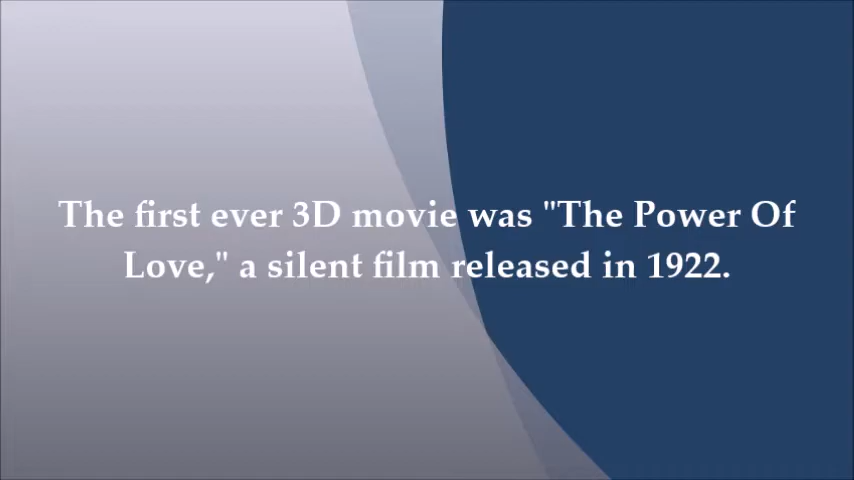 The first ever 3D movie was "The Power Of
Love," a silent film released in 1922.